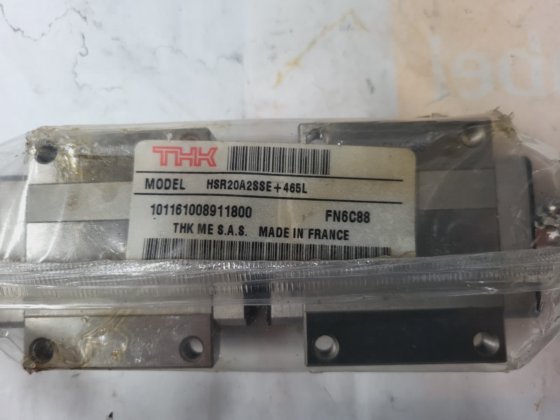 THK
MODEL HSR20A2SSE+465L
101161008911800 FN6C88
THK ME S.A.S. MADE IN FRANCE